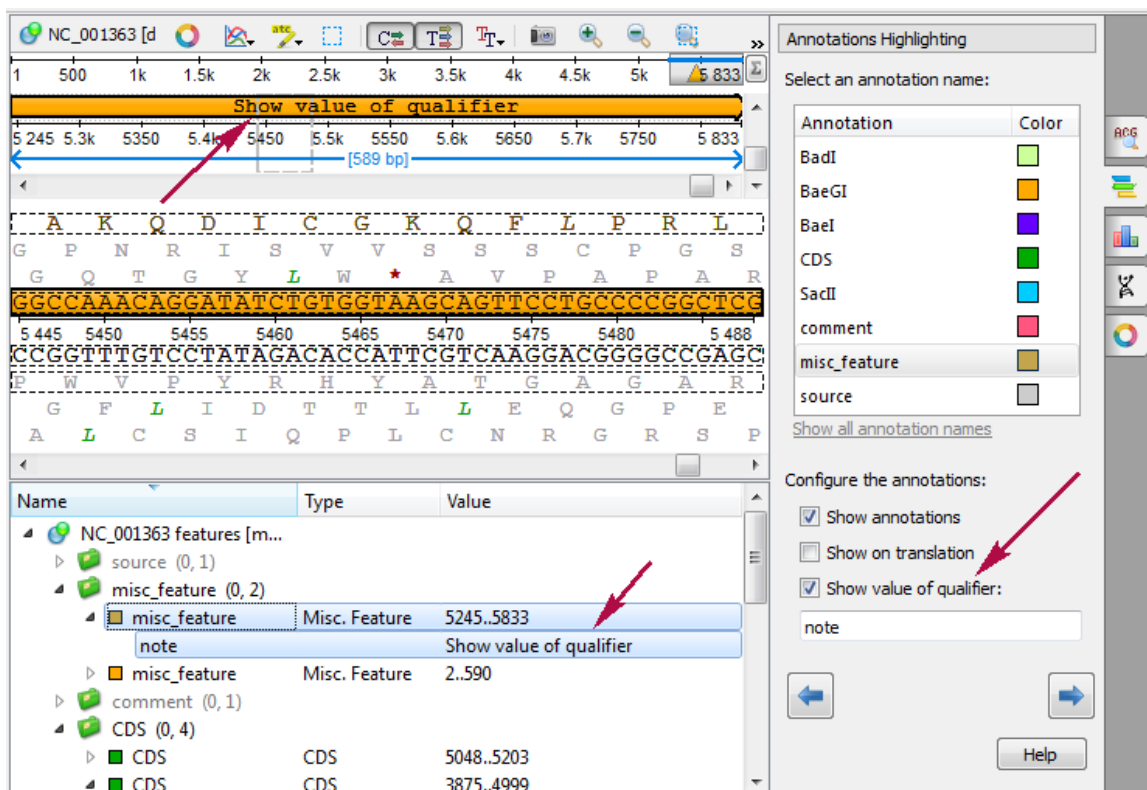 NC_001363 [d
C
T
TT
»
1 500 1k 1.5k 2k 2.5k 3k 3.5k 4k 4.5k 5k 5 833 Σ
Show value of qualifier
5 245 5.3k 5350 5.4k 5450 5.5k 5550 5.6k 5650 5.7k 5750 5 833
[589 bp]
A K Q D I C G K Q F L P R L
G P N R I S V V S S S C P G S
G Q T G Y L W * A V P A P A R
GGCCAAACAGGATATCTGTGGTAAGCAGTTCCTGCCCCGGCTCG
5 445 5450 5455 5460 5465 5470 5475 5480 5 488
CCGGTTTGTCCTATAGACACCATTCGTCAAGGACGGGGCCGAGC
P W V P Y R H Y A T G A G A R
G F L I D T T L L E Q G P E
A L C S I Q P L C N R G R S P
Name Type Value
NC_001363 features [m...
source (0, 1)
misc_feature (0, 2)
misc_feature Misc. Feature 5245..5833
note Show value of qualifier
misc_feature Misc. Feature 2..590
comment (0, 1)
CDS (0, 4)
CDS CDS 5048..5203
CDS CDS 3875..4999
Annotations Highlighting
Select an annotation name:
Annotation Color
BadI
BaeGI
BaeI
CDS
SacII
comment
misc_feature
source
Show all annotation names
Configure the annotations:
Show annotations
Show on translation
Show value of qualifier:
note
Help
ACG